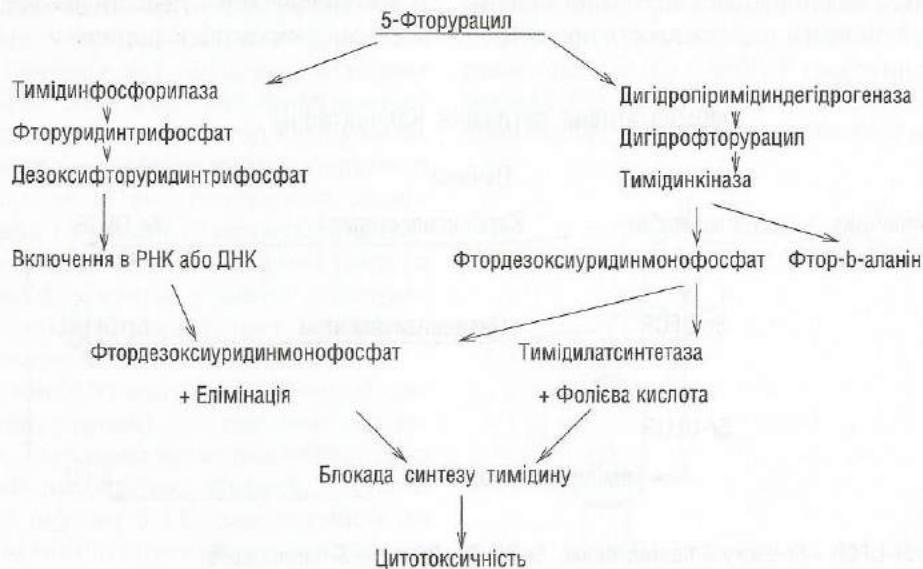 5-Фторурацил
Тимідинфосфорилаза
Дигідропіримідиндегідрогеназа
Фторуридинтрифосфат
Дигідрофторурацил
Дезоксифторуридинтрифосфат
Тимідинкіназа
Включення в РНК або ДНК
Фтордезоксиуридинмонофосфат
Фтор-b-аланін
Фтордезоксиуридинмонофосфат
Тимідилатсинтетаза
+ Елімінація
+ Фолієва кислота
Блокада синтезу тимідину
Цитотоксичність